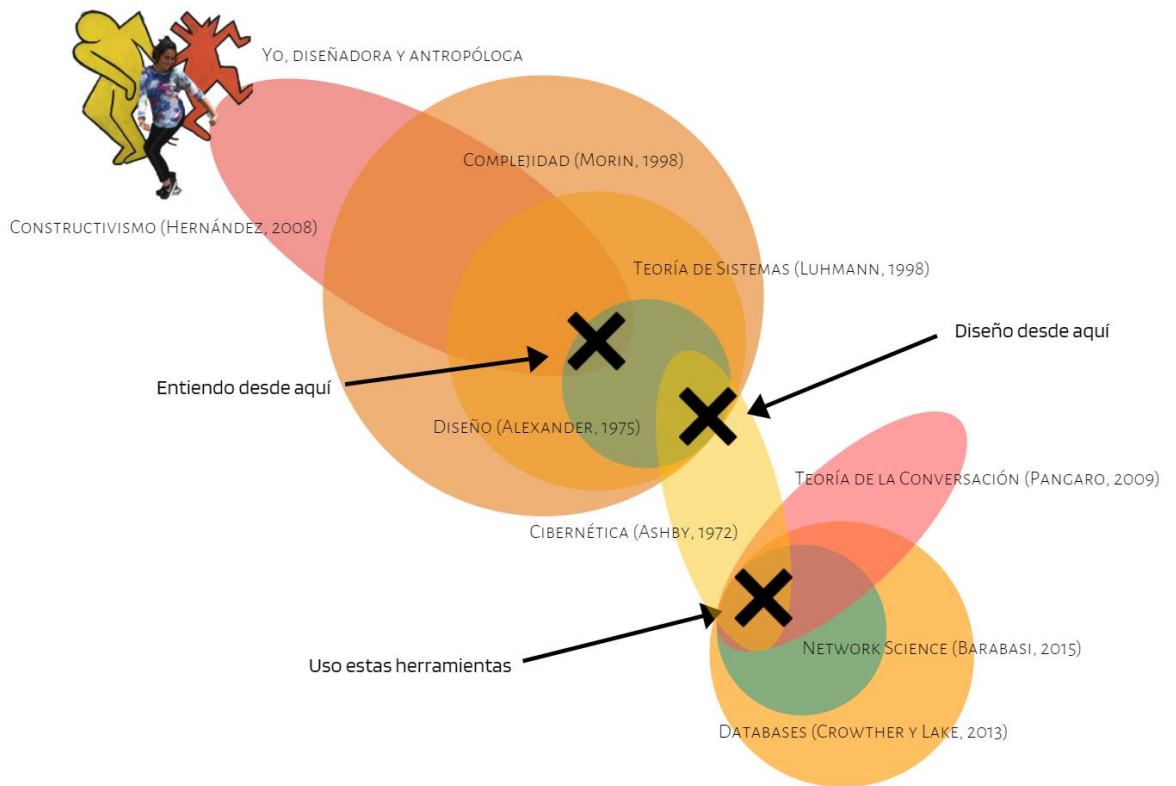 Yo, diseñadora y antropóloga
Complejidad (Morin, 1998)
Constructivismo (Hernández, 2008)
Teoría de Sistemas (Luhmann, 1998)
Diseño desde aquí
Entiendo desde aquí
Diseño (Alexander, 1975)
Teoría de la Conversación (Pangaro, 2009)
Cibernética (Ashby, 1972)
Uso estas herramientas
Network Science (Barabasi, 2015)
Databases (Crowther y Lake, 2013)